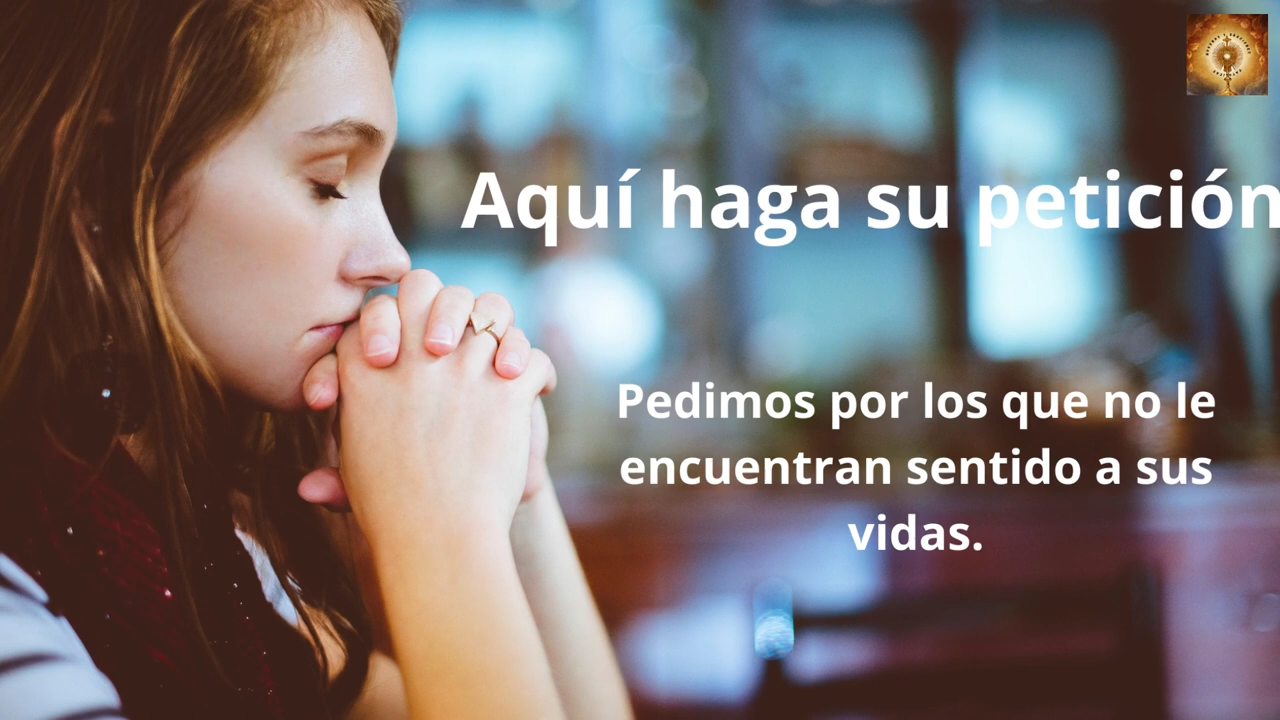 Aquí haga su petición
Pedimos por los que no le
encuentran sentido a sus
vidas.